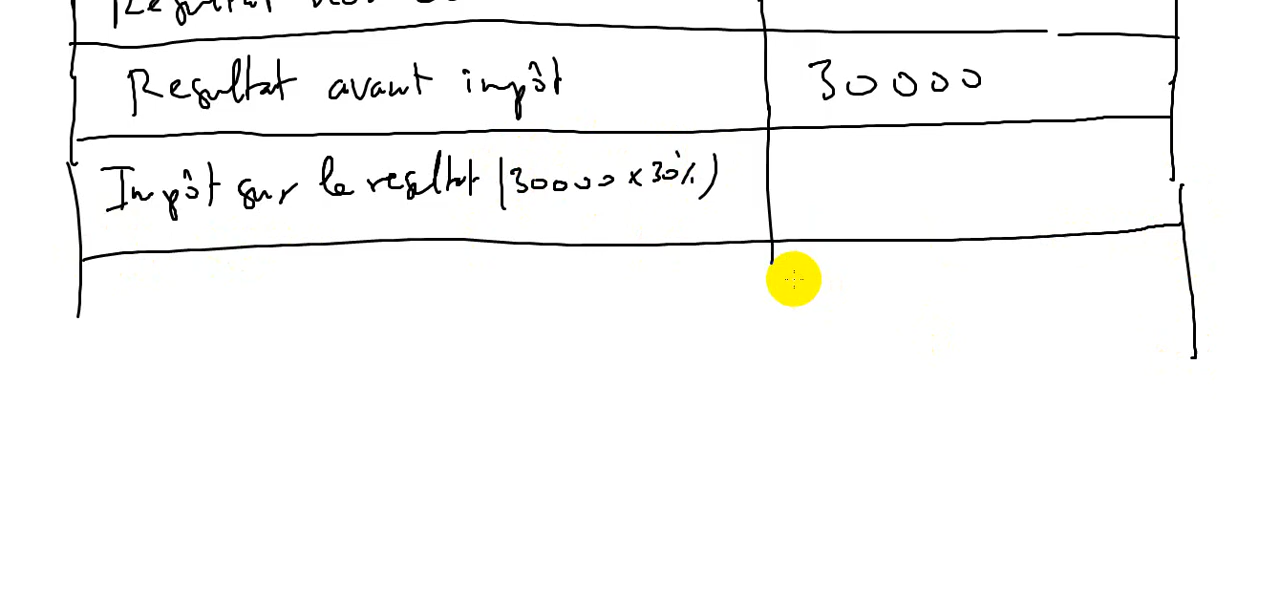 Resultat avant impôt 30000
Impôt sur le resultat (30000 x 30%)